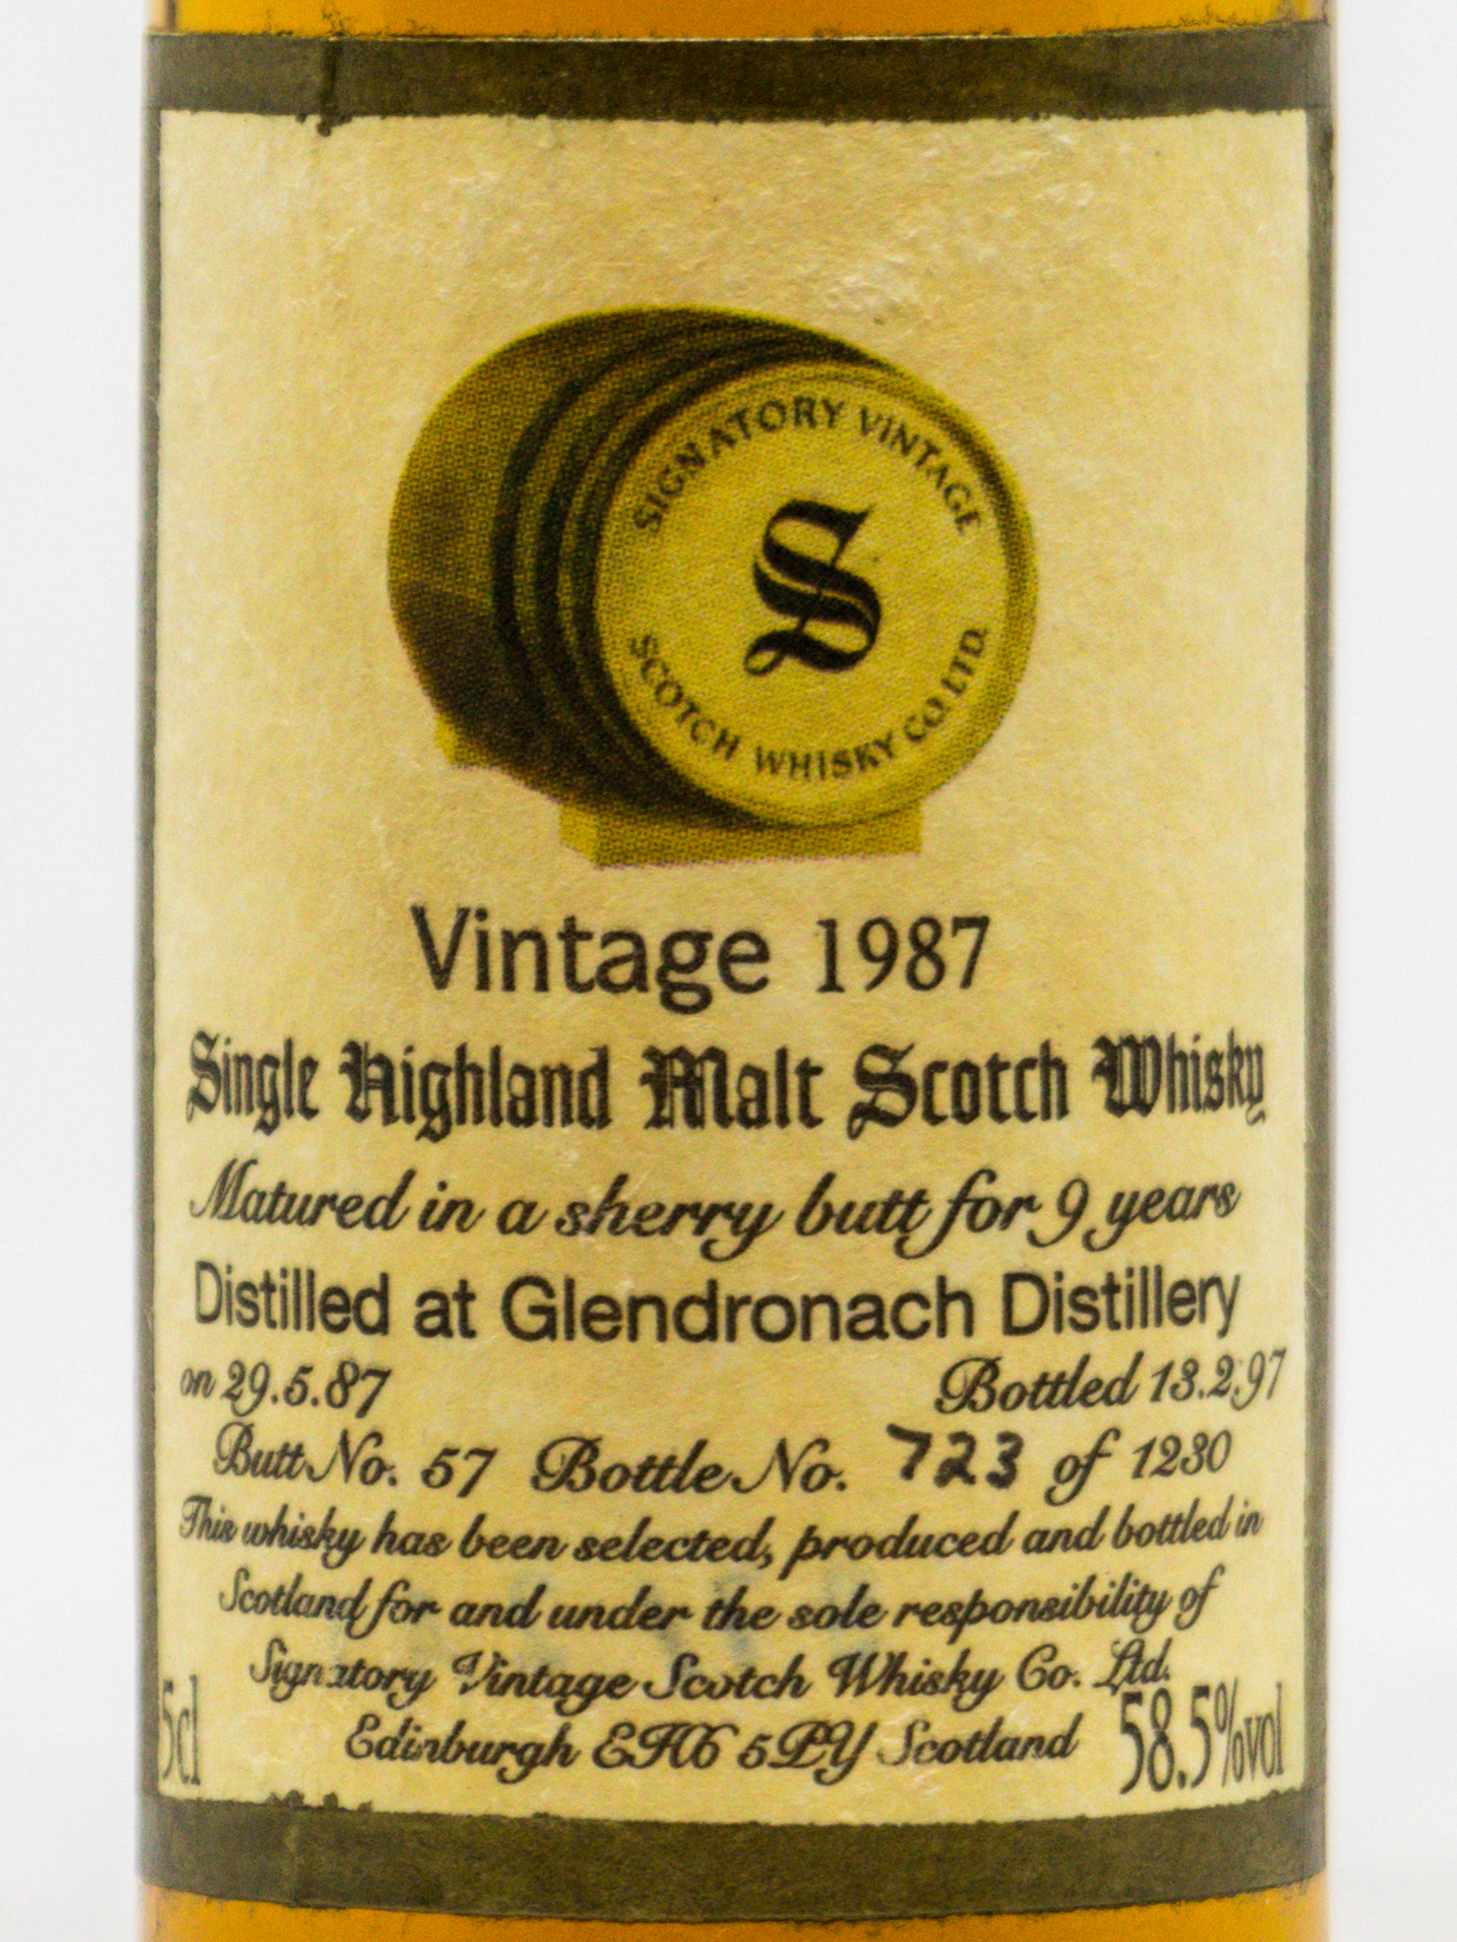 SIGNATORY VINTAGE
S
SCOTCH WHISKY CO LTD.
Vintage 1987
Single Highland Malt Scotch Whisky
Matured in a sherry butt for 9 years
Distilled at Glendronach Distillery
on 29.5.87 Bottled 13.2.97
Butt No. 57 Bottle No. 723 of 1230
This whisky has been selected, produced and bottled in
Scotland for and under the sole responsibility of
Signatory Vintage Scotch Whisky Co. Ltd.
Edinburgh EH6 5PY Scotland
5cl 58.5%vol